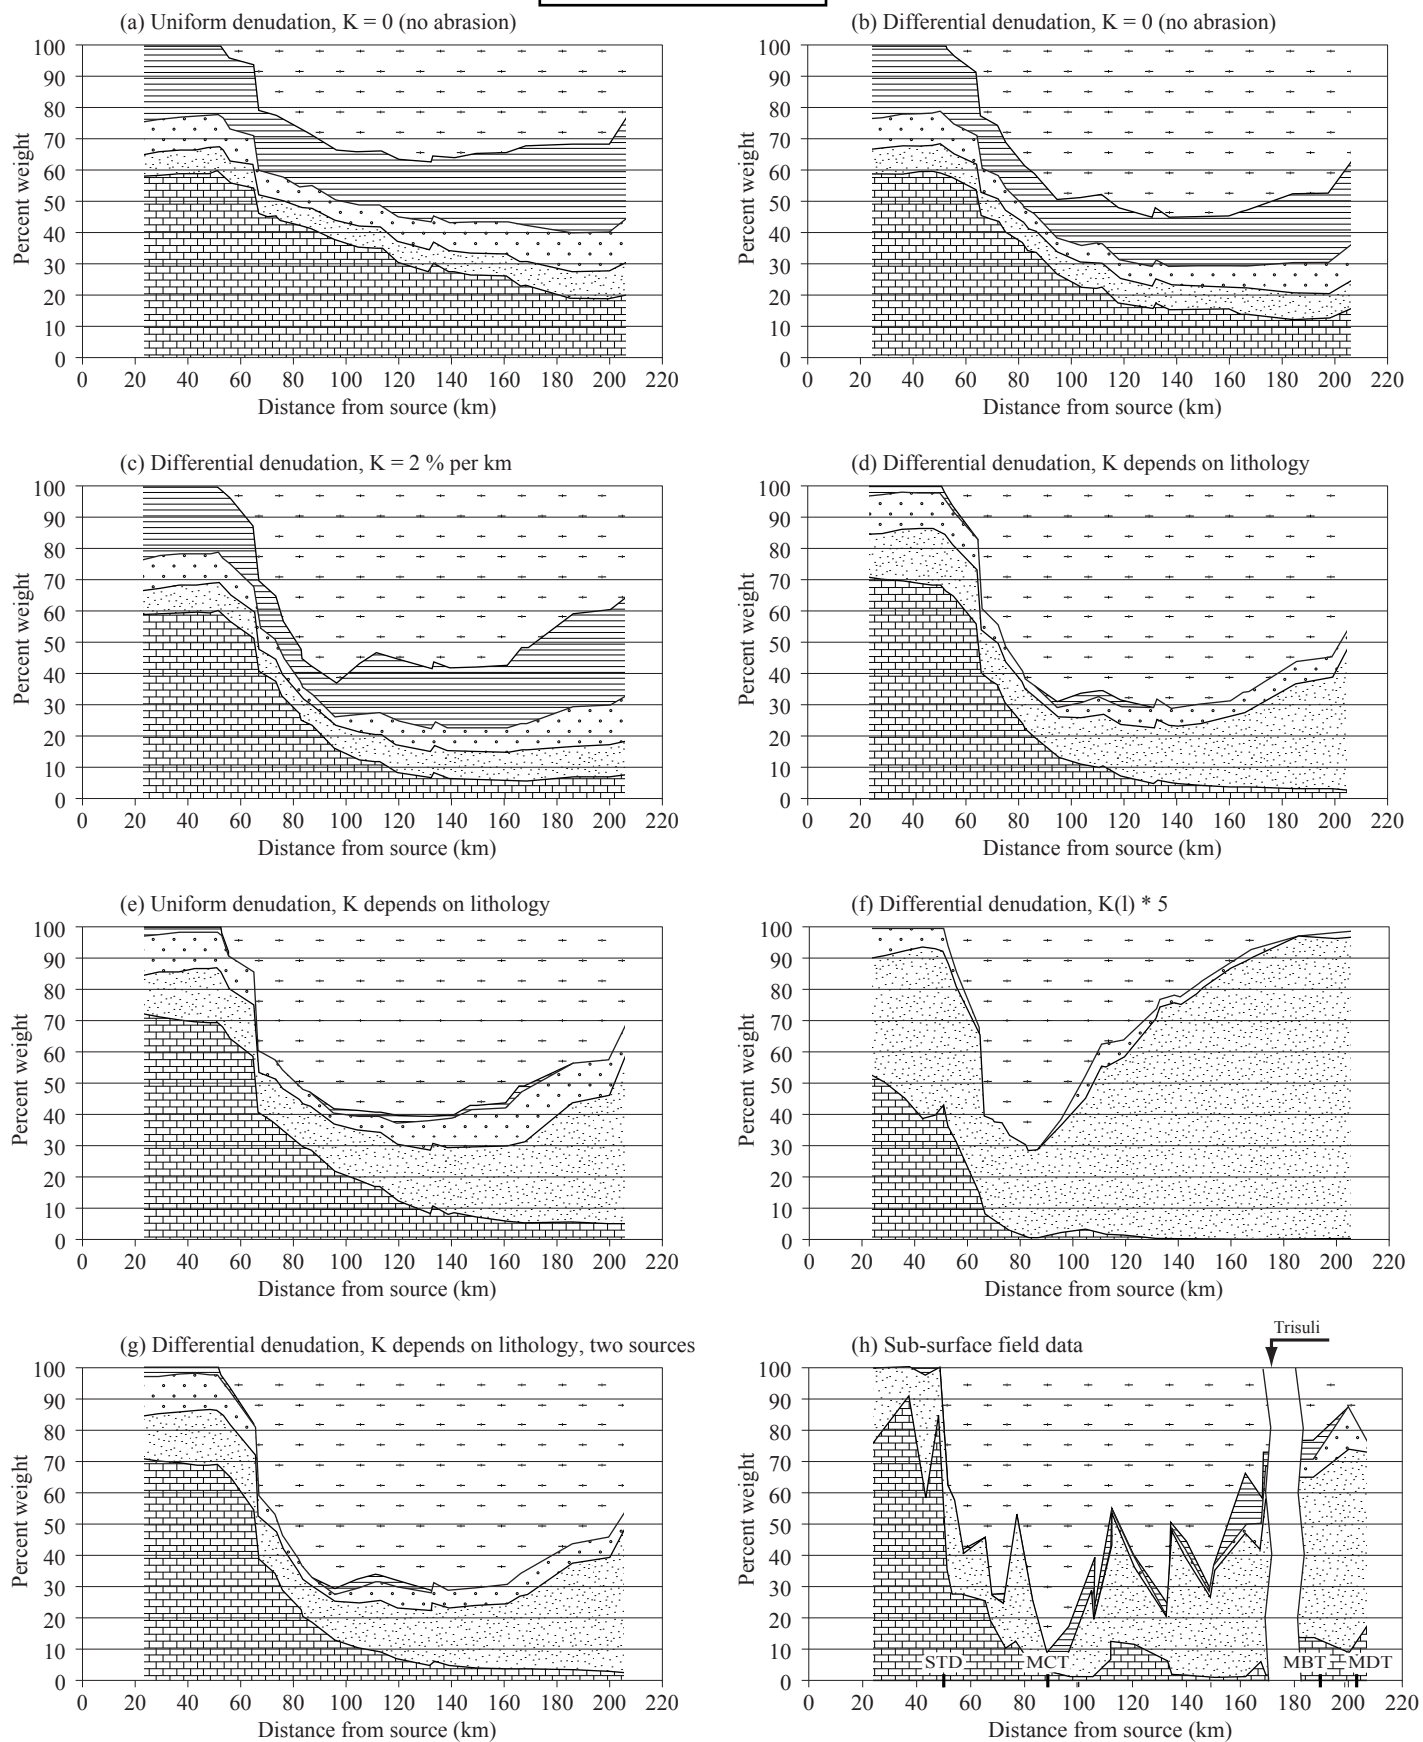 (a) Uniform denudation, K = 0 (no abrasion)
Percent weight
100
90
80
70
60
50
40
30
20
10
0
0 20 40 60 80 100 120 140 160 180 200 220
Distance from source (km)
(b) Differential denudation, K = 0 (no abrasion)
Percent weight
100
90
80
70
60
50
40
30
20
10
0
0 20 40 60 80 100 120 140 160 180 200 220
Distance from source (km)
(c) Differential denudation, K = 2 % per km
Percent weight
100
90
80
70
60
50
40
30
20
10
0
0 20 40 60 80 100 120 140 160 180 200 220
Distance from source (km)
(d) Differential denudation, K depends on lithology
Percent weight
100
90
80
70
60
50
40
30
20
10
0
0 20 40 60 80 100 120 140 160 180 200 220
Distance from source (km)
(e) Uniform denudation, K depends on lithology
Percent weight
100
90
80
70
60
50
40
30
20
10
0
0 20 40 60 80 100 120 140 160 180 200 220
Distance from source (km)
(f) Differential denudation, K(l) * 5
Percent weight
100
90
80
70
60
50
40
30
20
10
0
0 20 40 60 80 100 120 140 160 180 200 220
Distance from source (km)
(g) Differential denudation, K depends on lithology, two sources
Percent weight
100
90
80
70
60
50
40
30
20
10
0
0 20 40 60 80 100 120 140 160 180 200 220
Distance from source (km)
(h) Sub-surface field data
Trisuli
Percent weight
100
90
80
70
60
50
40
30
20
10
0
STD MCT MBT MDT
0 20 40 60 80 100 120 140 160 180 200 220
Distance from source (km)